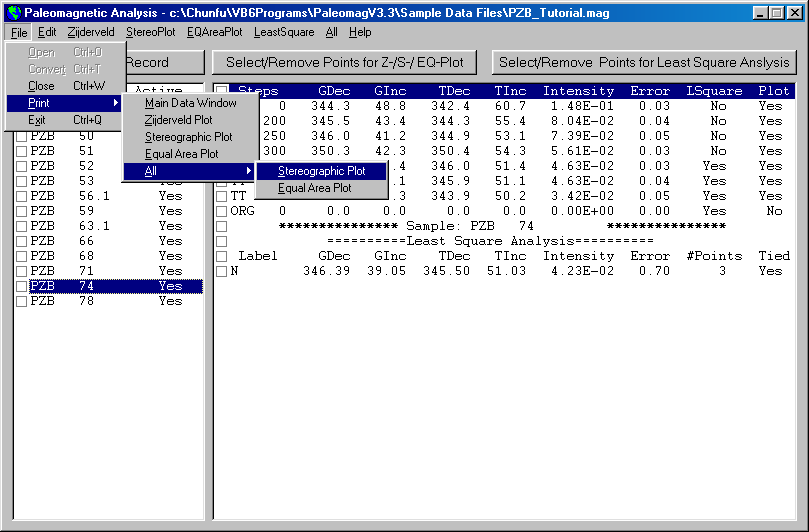 Paleomagnetic Analysis - c:\Chunfu\VB6Programs\PaleomagV3.3\Sample Data Files\PZB_Tutorial.mag
File Edit Zijderveld StereoPlot EQAreaPlot LeastSquare All Help
Record Select/Remove Points for Z-/S-/ EQ-Plot Select/Remove Points for Least Square Analysis
Open Ctrl+O
Convert Ctrl+T
Close Ctrl+W
Print
Exit Ctrl+Q
Main Data Window
Zijderveld Plot
Stereographic Plot
Equal Area Plot
All
Stereographic Plot
Equal Area Plot
Active
PZB 50
PZB 51
PZB 52
PZB 53
PZB 56.1 Yes
PZB 59 Yes
PZB 63.1 Yes
PZB 66 Yes
PZB 68 Yes
PZB 71 Yes
PZB 74 Yes
PZB 78 Yes
Steps GDec GInc TDec TInc Intensity Error LSquare Plot
0 344.3 48.8 342.4 60.7 1.48E-01 0.03 No Yes
200 345.5 43.4 344.3 55.4 8.04E-02 0.04 No Yes
250 346.0 41.2 344.9 53.1 7.39E-02 0.05 No Yes
300 350.3 42.3 350.4 54.3 5.61E-02 0.03 No Yes
.4 346.0 51.4 4.63E-02 0.03 Yes Yes
TT .1 345.9 51.1 4.63E-02 0.04 Yes Yes
TT .3 343.9 50.2 3.42E-02 0.05 Yes Yes
ORG 0 0.0 0.0 0.0 0.0 0.00E+00 0.00 Yes No
*************** Sample: PZB 74 ***************
==========Least Square Analysis==========
Label GDec GInc TDec TInc Intensity Error #Points Tied
N 346.39 39.05 345.50 51.03 4.23E-02 0.70 3 Yes